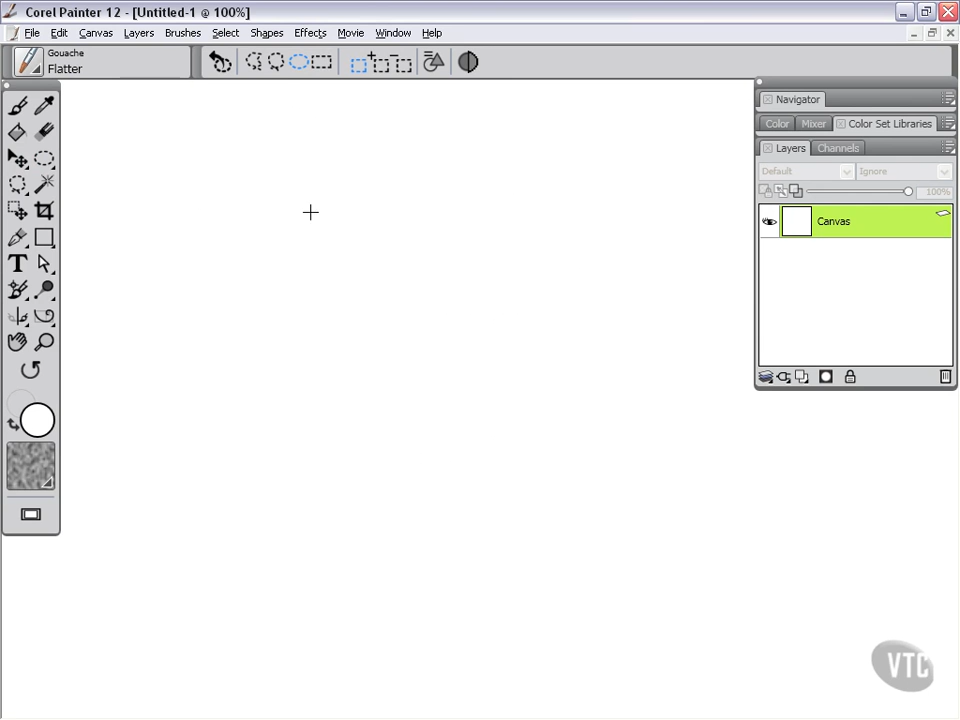 Corel Painter 12 - [Untitled-1 @ 100%]
File Edit Canvas Layers Brushes Select Shapes Effects Movie Window Help
Gouache
Flatter
Navigator
Color Mixer Color Set Libraries
Layers Channels
Default Ignore
100%
Canvas
T
VTC